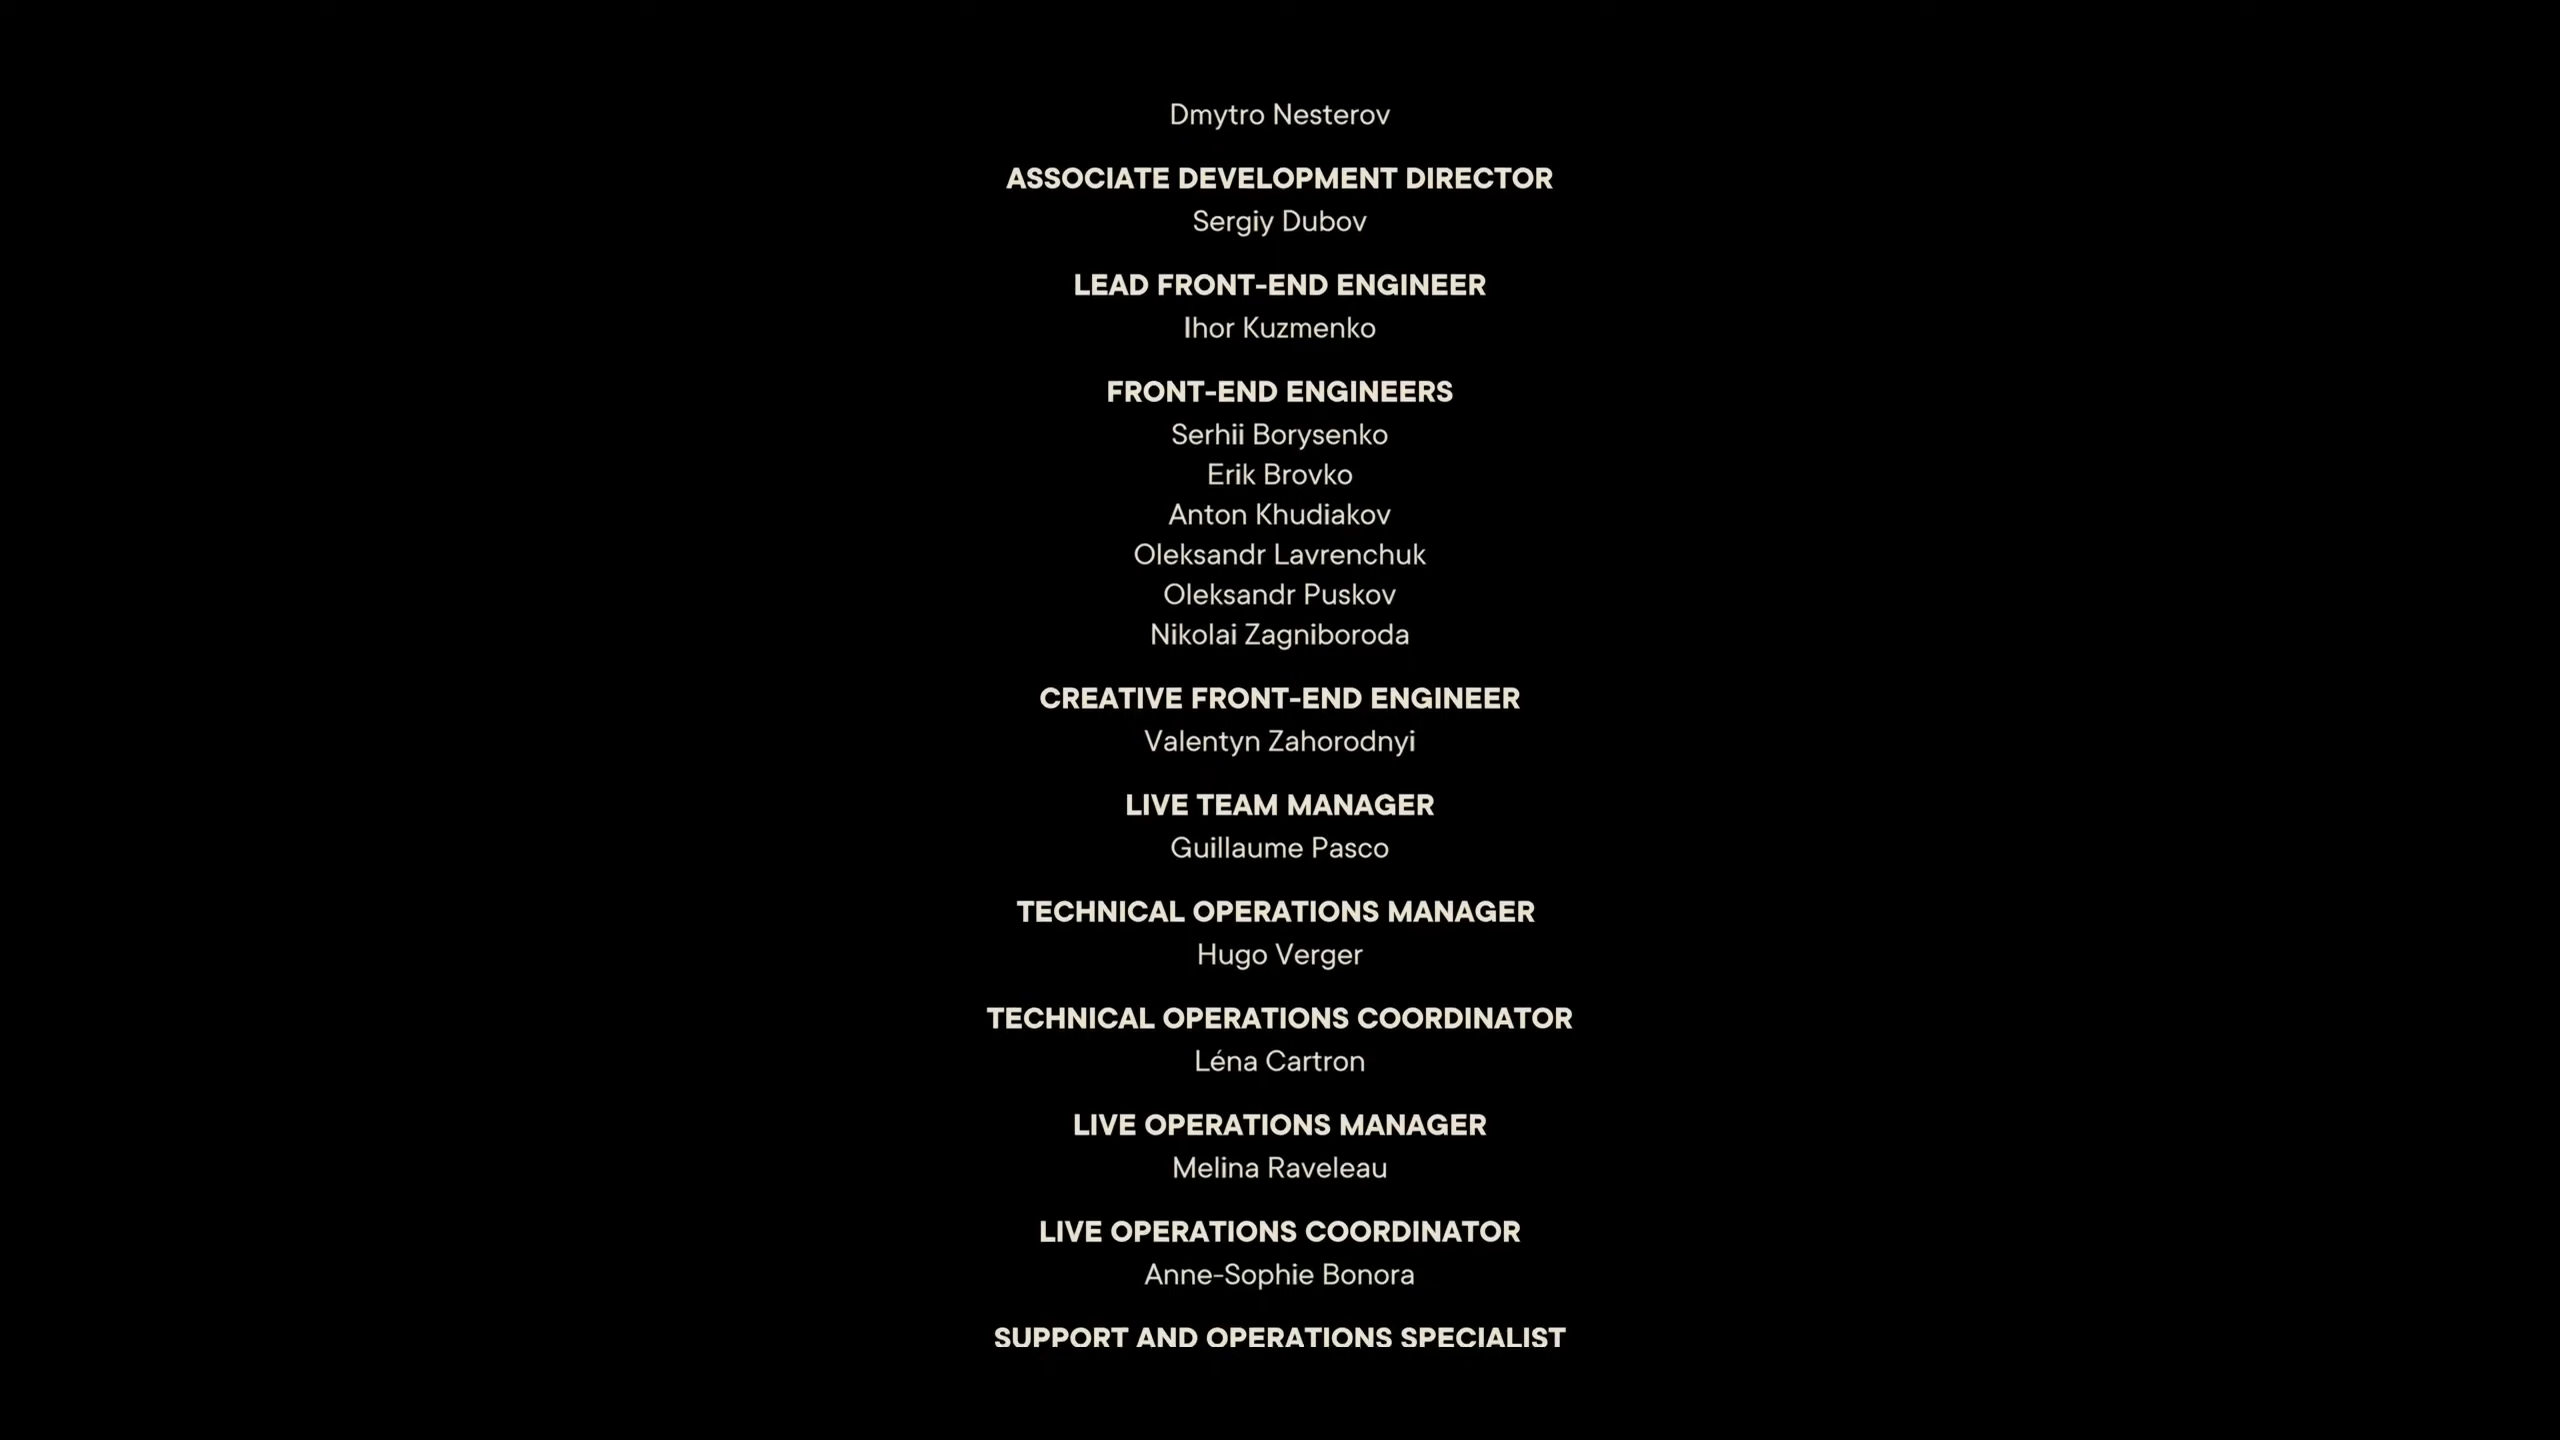 Dmytro Nesterov
ASSOCIATE DEVELOPMENT DIRECTOR
Sergiy Dubov
LEAD FRONT-END ENGINEER
Ihor Kuzmenko
FRONT-END ENGINEERS
Serhii Borysenko
Erik Brovko
Anton Khudiakov
Oleksandr Lavrenchuk
Oleksandr Puskov
Nikolai Zagniboroda
CREATIVE FRONT-END ENGINEER
Valentyn Zahorodnyi
LIVE TEAM MANAGER
Guillaume Pasco
TECHNICAL OPERATIONS MANAGER
Hugo Verger
TECHNICAL OPERATIONS COORDINATOR
Léna Cartron
LIVE OPERATIONS MANAGER
Melina Raveleau
LIVE OPERATIONS COORDINATOR
Anne-Sophie Bonora
SUPPORT AND OPERATIONS SPECIALIST